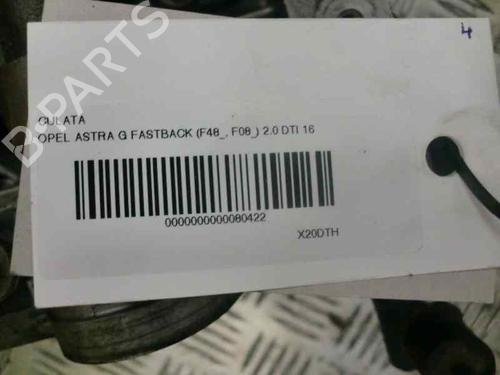 4
CULATA
OPEL ASTRA G FASTBACK (F48_, F08_) 2.0 DTI 16
0000000000080422
X20DTH
B-PARTS